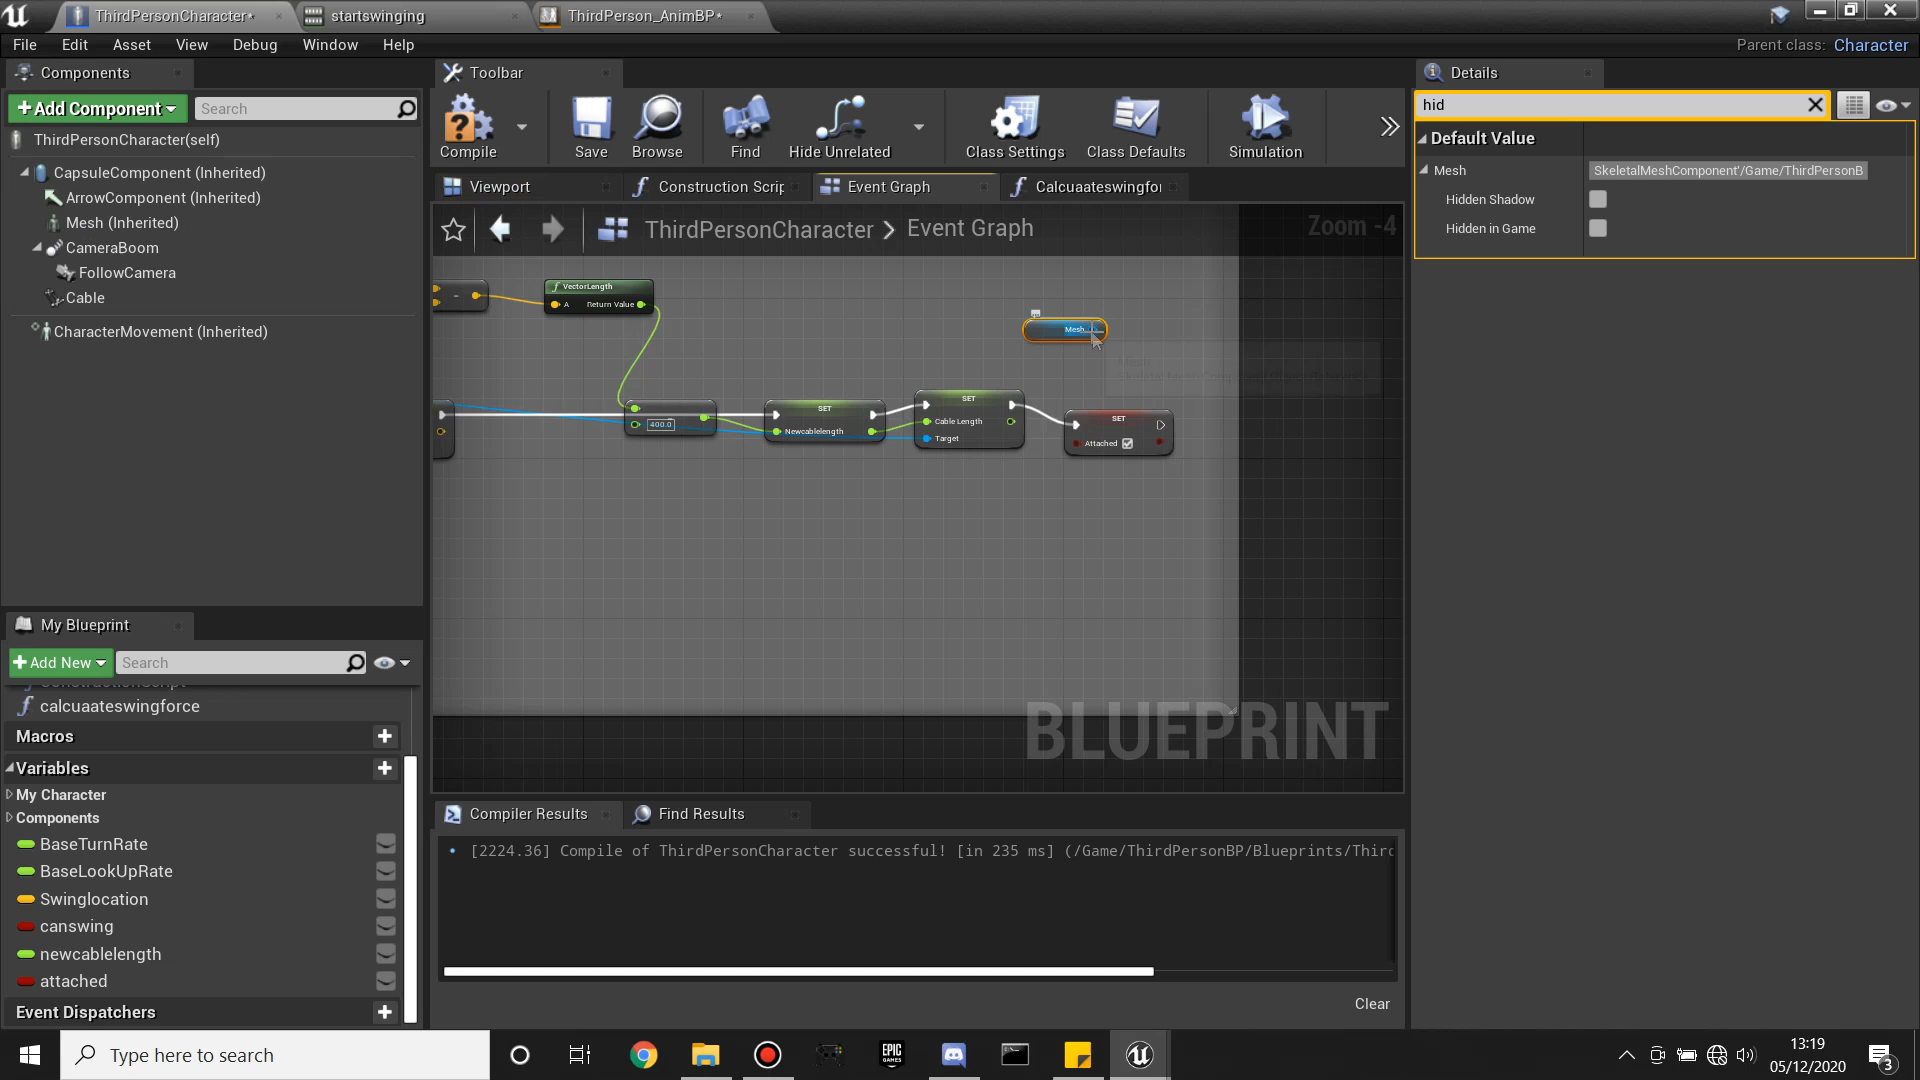 ThirdPersonCharacter*
startswinging
ThirdPerson_AnimBP*
File Edit Asset View Debug Window Help
Parent class: Character
Components
Add Component
Search
ThirdPersonCharacter(self)
CapsuleComponent (Inherited)
ArrowComponent (Inherited)
Mesh (Inherited)
CameraBoom
FollowCamera
Cable
CharacterMovement (Inherited)
My Blueprint
Add New
Search
calcuaateswingforce
Macros
Variables
My Character
Components
BaseTurnRate
BaseLookUpRate
Swinglocation
canswing
newcablelength
attached
Event Dispatchers
Toolbar
Compile
Save
Browse
Find
Hide Unrelated
Class Settings
Class Defaults
Simulation
Viewport
Construction Scrip
Event Graph
Calcuaateswingfo
ThirdPersonCharacter > Event Graph
Zoom -4
VectorLength
A Return Value
Mesh
400.0
SET
Newcablelength
SET
Cable Length
Target
SET
Attached
BLUEPRINT
Compiler Results
Find Results
[2224.36] Compile of ThirdPersonCharacter successful! [in 235 ms] (/Game/ThirdPersonBP/Blueprints/Third
Clear
Details
hid
Default Value
Mesh
SkeletalMeshComponent'/Game/ThirdPersonB
Hidden Shadow
Hidden in Game
Type here to search
EPIC
GAMES
13:19
05/12/2020
3